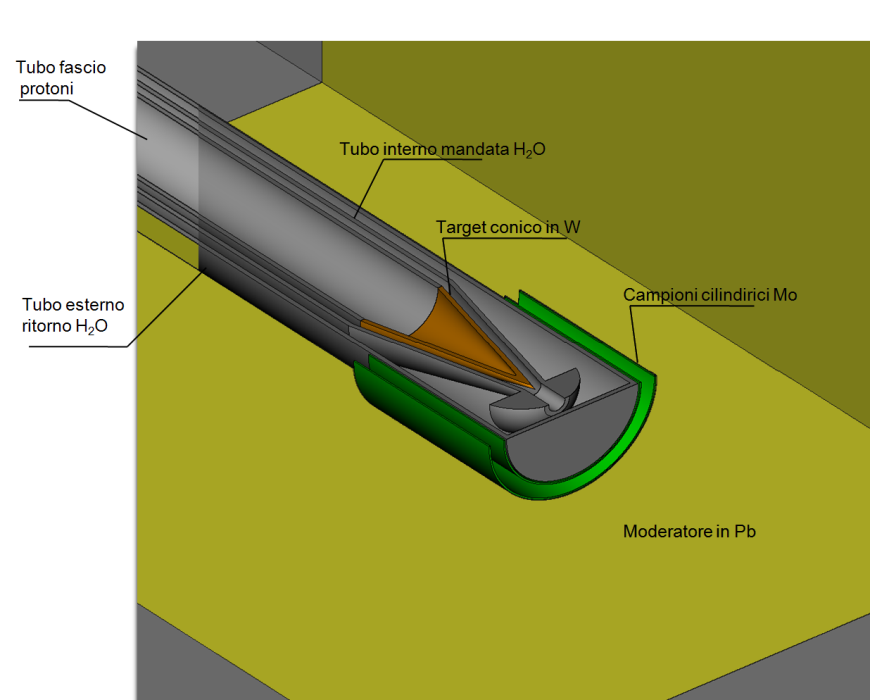 Tubo fascio
protoni
Tubo interno mandata H₂O
Target conico in W
Campioni cilindirici Mo
Tubo esterno
ritorno H₂O
Moderatore in Pb